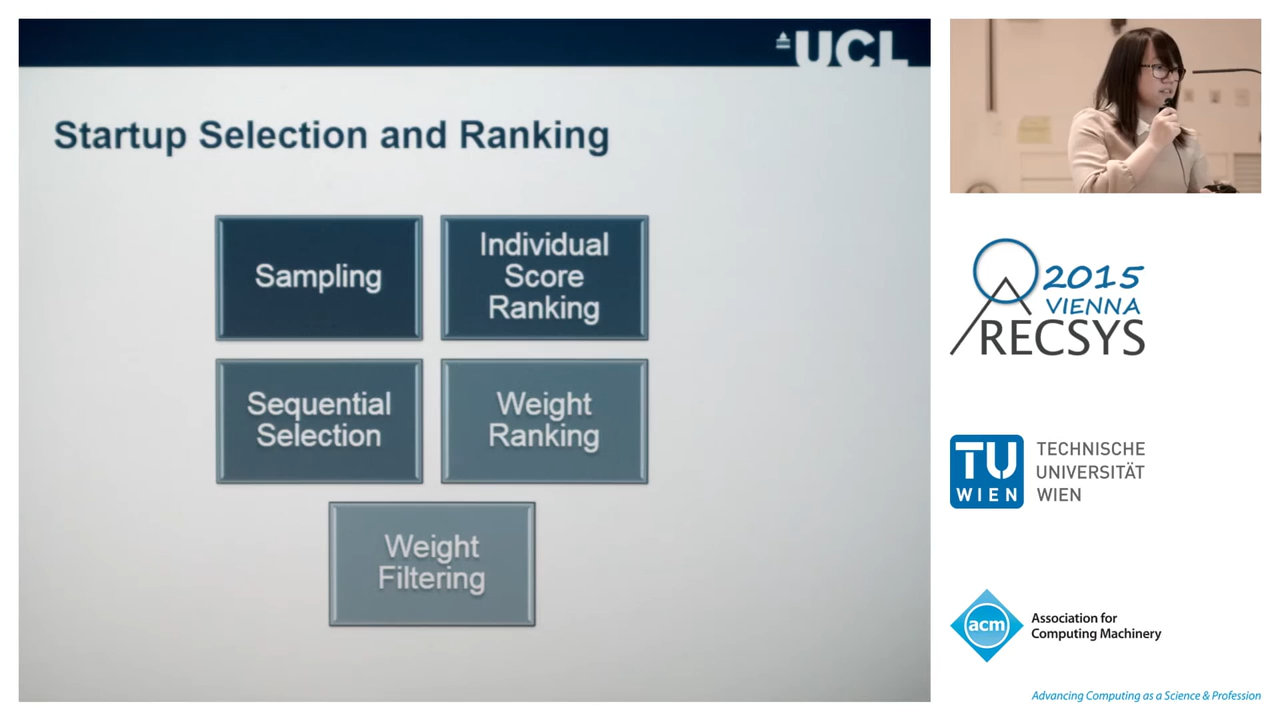 UCL
Startup Selection and Ranking
Sampling
Individual
Score
Ranking
Sequential
Selection
Weight
Ranking
Weight
Filtering
2015
VIENNA
RECSYS
TU
WIEN
TECHNISCHE
UNIVERSITÄT
WIEN
acm
Association for
Computing Machinery
Advancing Computing as a Science & Profession